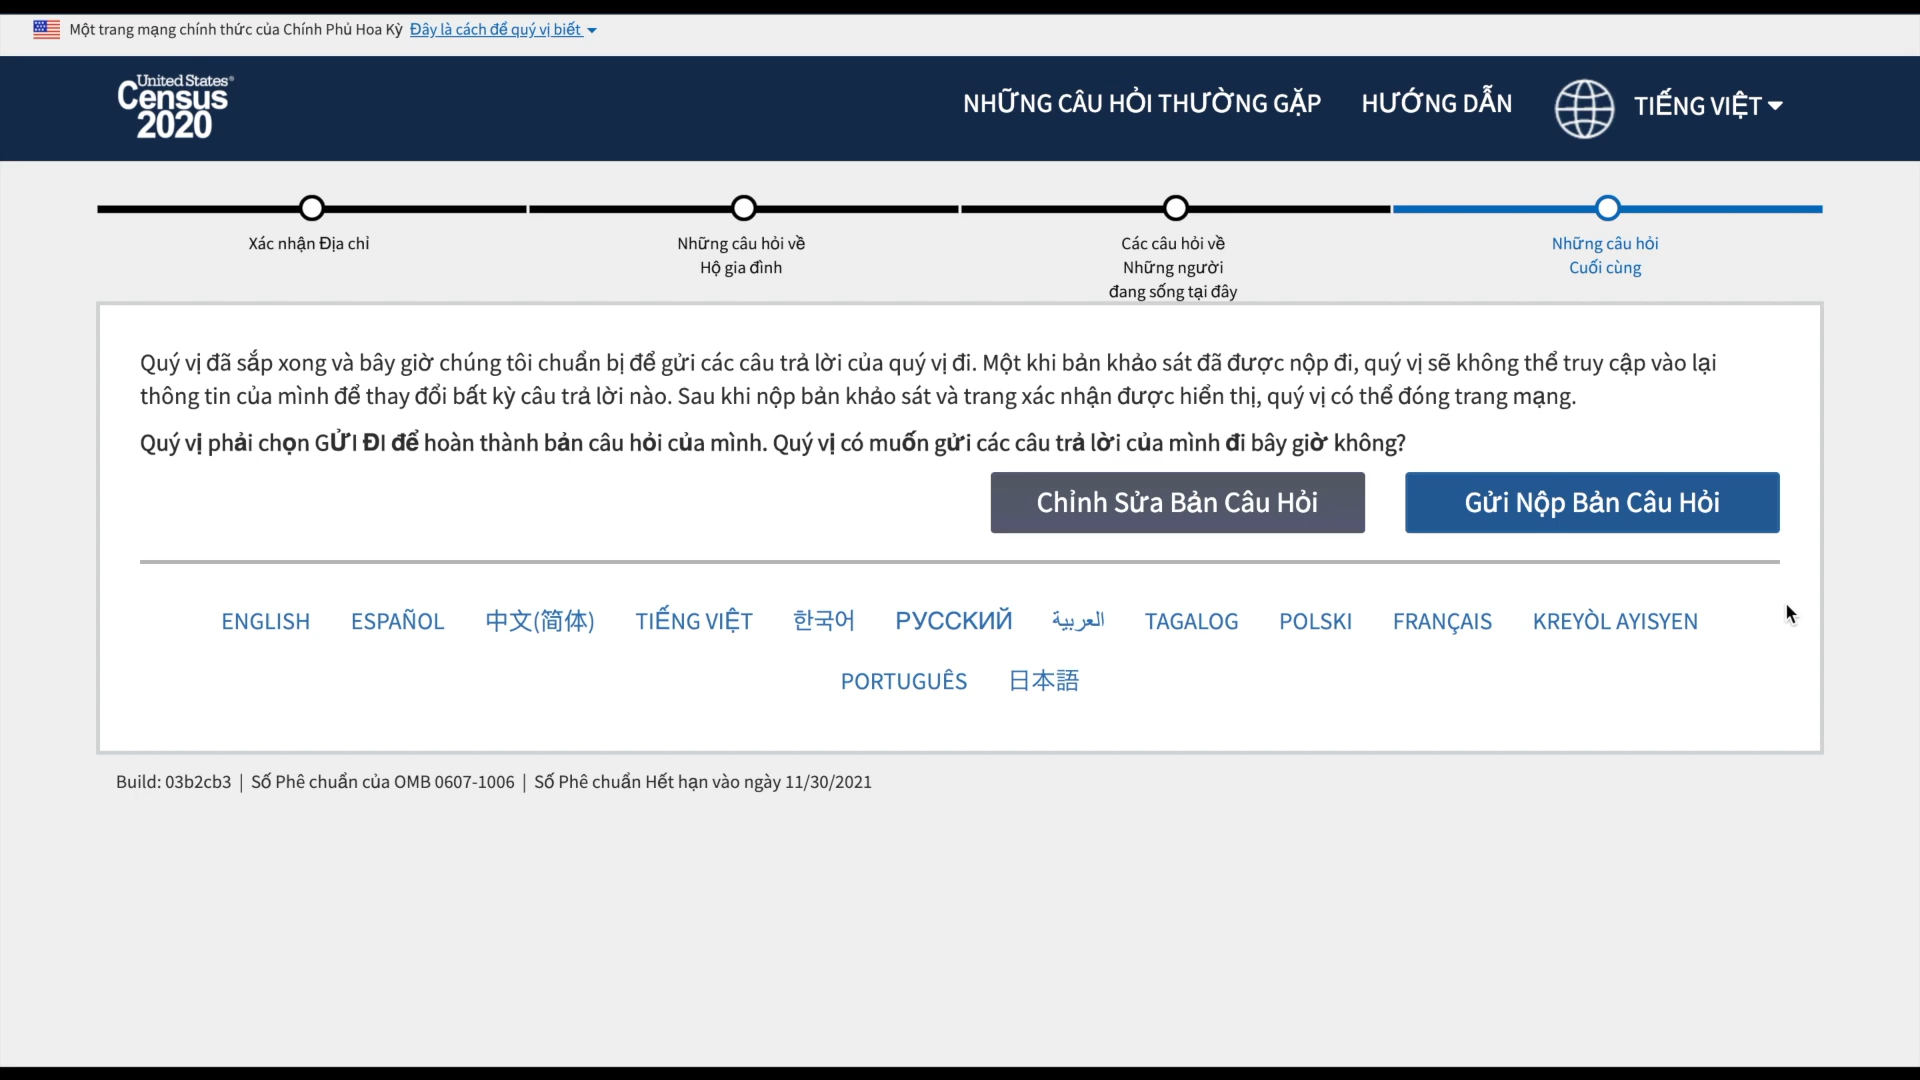 Một trang mạng chính thức của Chính Phủ Hoa Kỳ Đây là cách để quý vị biết
United States®
Census
2020
NHỮNG CÂU HỎI THƯỜNG GẶP HƯỚNG DẪN TIẾNG VIỆT
Xác nhận Địa chỉ
Những câu hỏi về
Hộ gia đình
Các câu hỏi về
Những người
đang sống tại đây
Những câu hỏi
Cuối cùng
Quý vị đã sắp xong và bây giờ chúng tôi chuẩn bị để gửi các câu trả lời của quý vị đi. Một khi bản khảo sát đã được nộp đi, quý vị sẽ không thể truy cập vào lại
thông tin của mình để thay đổi bất kỳ câu trả lời nào. Sau khi nộp bản khảo sát và trang xác nhận được hiển thị, quý vị có thể đóng trang mạng.
Quý vị phải chọn GỬI ĐI để hoàn thành bản câu hỏi của mình. Quý vị có muốn gửi các câu trả lời của mình đi bây giờ không?
Chỉnh Sửa Bản Câu Hỏi Gửi Nộp Bản Câu Hỏi
ENGLISH ESPAÑOL 中文(简体) TIẾNG VIỆT 한국어 РУССКИЙ العربية TAGALOG POLSKI FRANÇAIS KREYÒL AYISYEN
PORTUGUÊS 日本語
Build: 03b2cb3 | Số Phê chuẩn của OMB 0607-1006 | Số Phê chuẩn Hết hạn vào ngày 11/30/2021